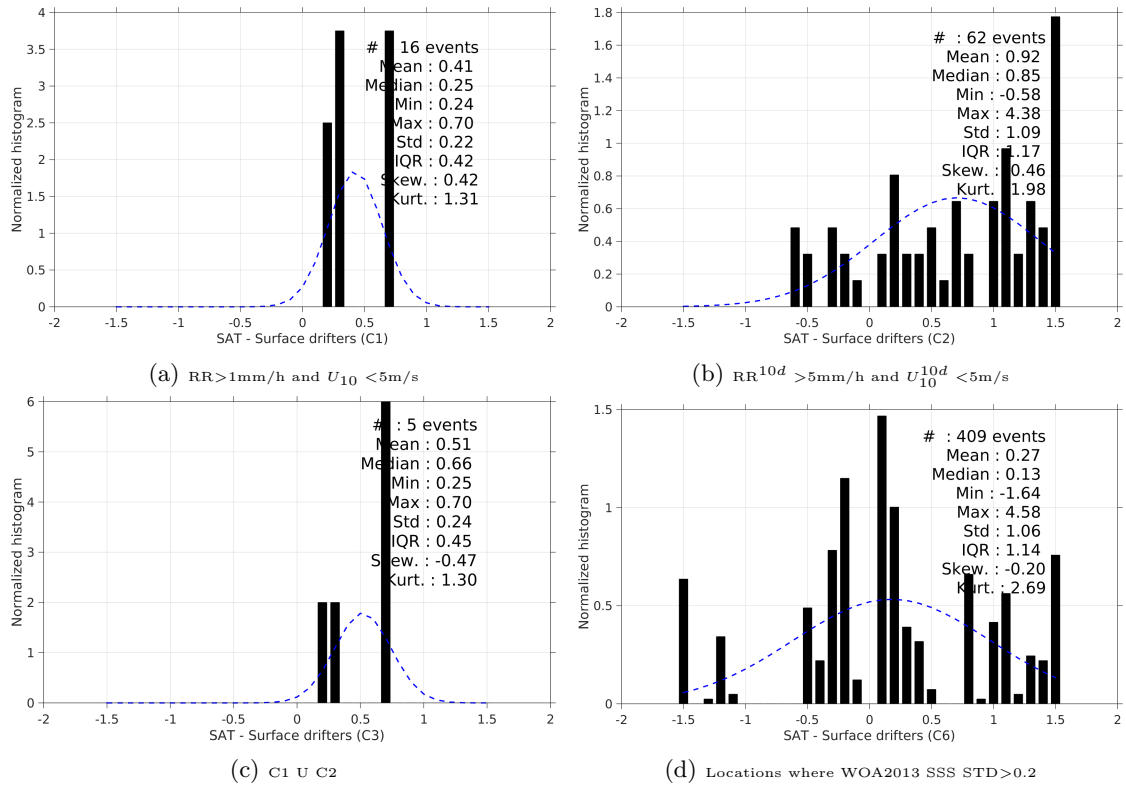 4
3.5
3
2.5
2
1.5
1
0.5
0
Normalized histogram
# 16 events
Mean : 0.41
Median : 0.25
Min : 0.24
Max : 0.70
Std : 0.22
IQR : 0.42
Skew. : 0.42
Kurt. : 1.31
-2 -1.5 -1 -0.5 0 0.5 1 1.5 2
SAT - Surface drifters (C1)
(a) RR>1mm/h and U10 <5m/s
1.8
1.6
1.4
1.2
1
0.8
0.6
0.4
0.2
0
Normalized histogram
# : 62 events
Mean : 0.92
Median : 0.85
Min : -0.58
Max : 4.38
Std : 1.09
IQR : 1.17
Skew. : 0.46
Kurt. : 1.98
-2 -1.5 -1 -0.5 0 0.5 1 1.5 2
SAT - Surface drifters (C2)
(b) RR^10d >5mm/h and U10^10d <5m/s
6
5
4
3
2
1
0
Normalized histogram
# : 5 events
Mean : 0.51
Median : 0.66
Min : 0.25
Max : 0.70
Std : 0.24
IQR : 0.45
Skew. : -0.47
Kurt. : 1.30
-2 -1.5 -1 -0.5 0 0.5 1 1.5 2
SAT - Surface drifters (C3)
(c) C1 U C2
1.5
1
0.5
0
Normalized histogram
# : 409 events
Mean : 0.27
Median : 0.13
Min : -1.64
Max : 4.58
Std : 1.06
IQR : 1.14
Skew. : -0.20
Kurt. : 2.69
-2 -1.5 -1 -0.5 0 0.5 1 1.5 2
SAT - Surface drifters (C6)
(d) Locations where WOA2013 SSS STD>0.2